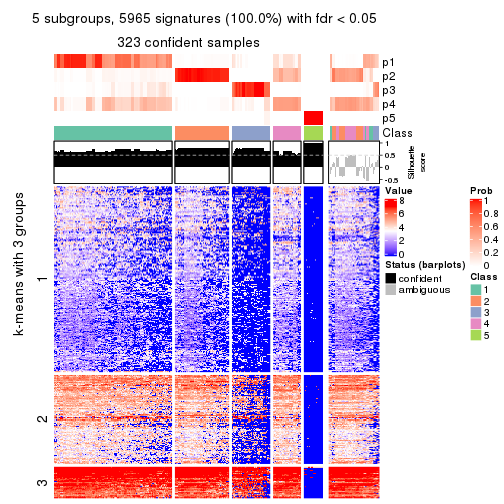 5 subgroups, 5965 signatures (100.0%) with fdr < 0.05
323 confident samples
p1
p2
p3
p4
p5
Class
1
0.5
0
-0.5
Silhouette
score
k-means with 3 groups
1
2
3
Value
8
6
4
2
0
Status (barplots)
confident
ambiguous
Prob
1
0.8
0.6
0.4
0.2
0
Class
1
2
3
4
5